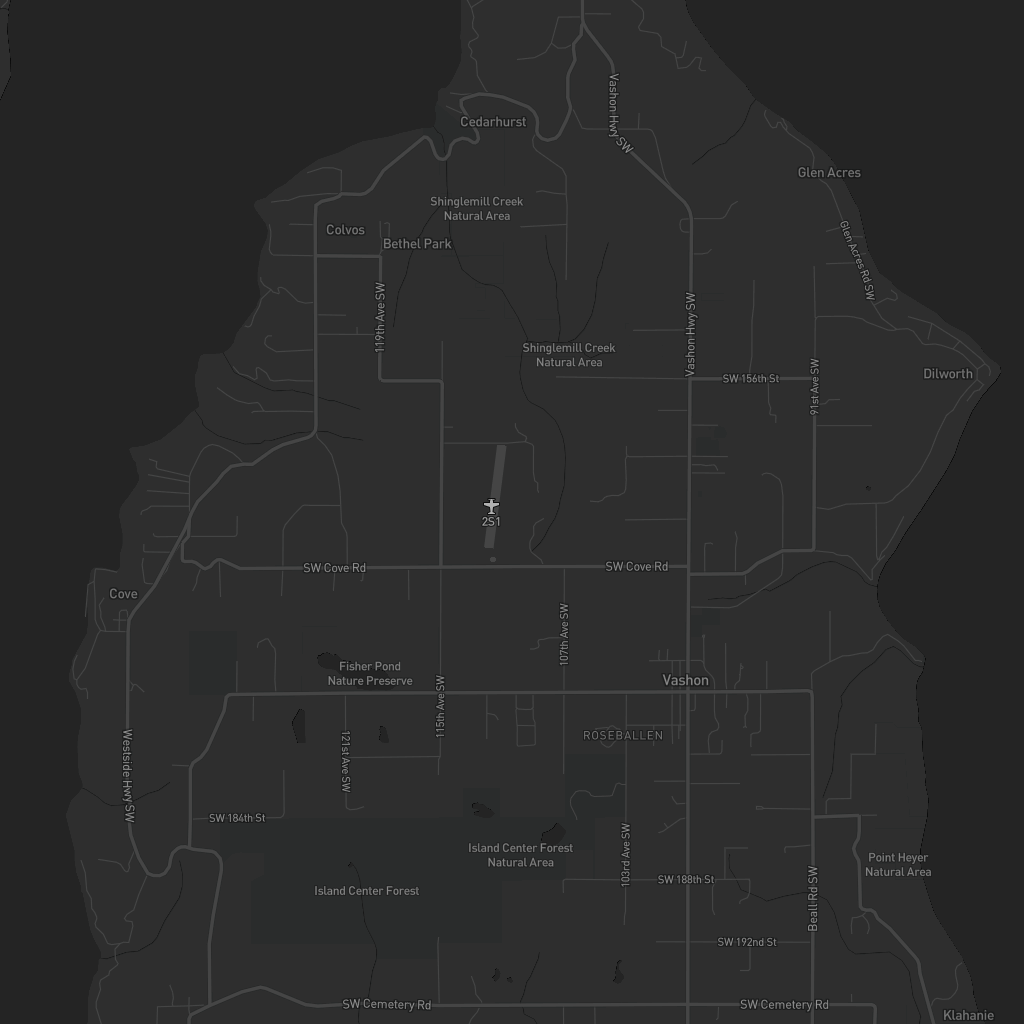 Vashon Hwy SW
Cedarhurst
Glen Acres
Shinglemill Creek
Natural Area
Colvos
Bethel Park
Glen Acres Rd SW
119th Ave SW
Vashon Hwy SW
Shinglemill Creek
Natural Area
Dilworth
SW 156th St
91st Ave SW
2S1
SW Cove Rd
SW Cove Rd
Cove
107th Ave SW
Fisher Pond
Nature Preserve
Vashon
115th Ave SW
ROSEBALLEN
121st Ave SW
Westside Hwy SW
SW 184th St
Island Center Forest
Natural Area
103rd Ave SW
Point Heyer
Natural Area
SW 188th St
Island Center Forest
Beall Rd SW
SW 192nd St
SW Cemetery Rd
SW Cemetery Rd
Klahanie